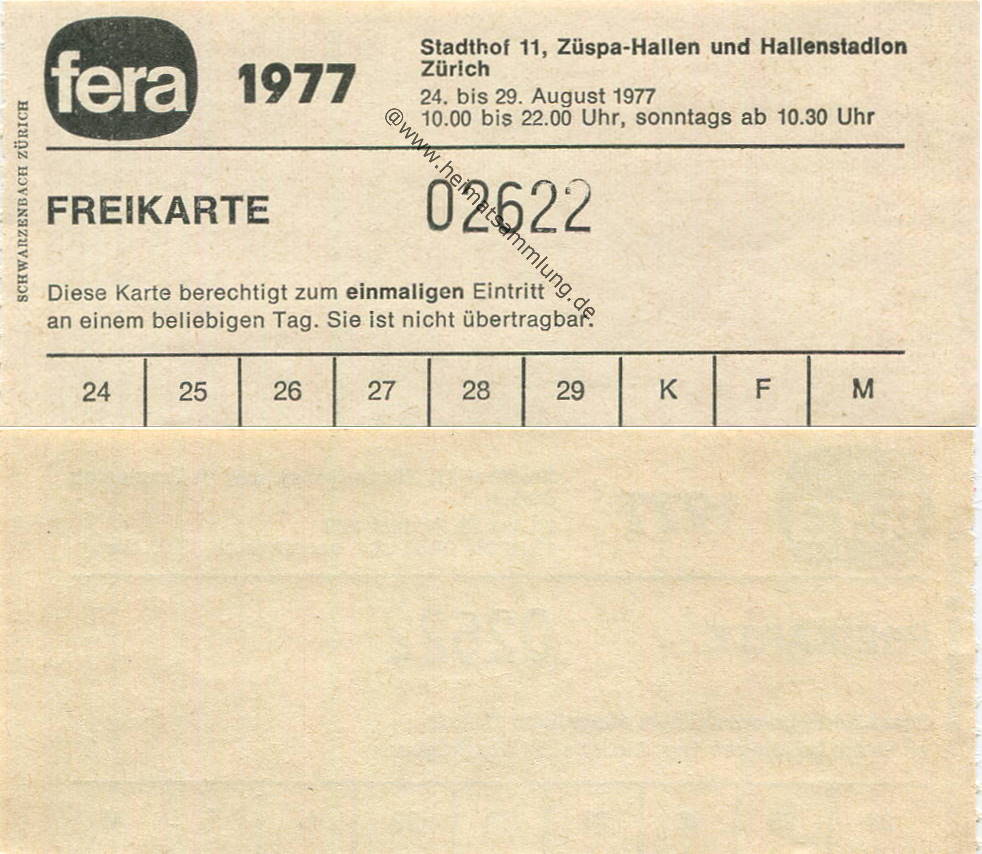 fera 1977
Stadthof 11, Züspa-Hallen und Hallenstadion
Zürich
24. bis 29. August 1977
10.00 bis 22.00 Uhr, sonntags ab 10.30 Uhr
SCHWARZENBACH ZÜRICH
FREIKARTE 02622
Diese Karte berechtigt zum einmaligen Eintritt
an einem beliebigen Tag. Sie ist nicht übertragbar.
24 25 26 27 28 29 K F M
@www.heimatsammlung.de